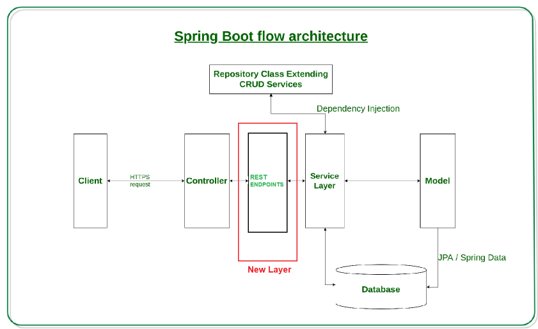 Spring Boot flow architecture
Repository Class Extending
CRUD Services
Dependency Injection
Client
HTTPS
request
Controller
REST
ENDPOINTS
Service
Layer
Model
New Layer
JPA / Spring Data
Database